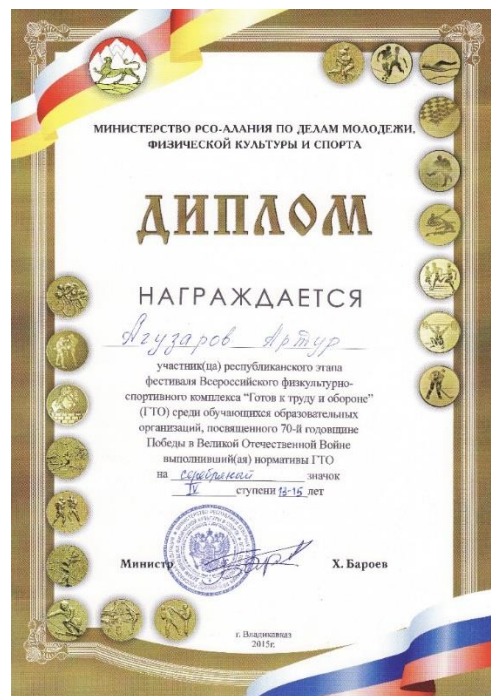 МИНИСТЕРСТВО РСО-АЛАНИЯ ПО ДЕЛАМ МОЛОДЕЖИ,
ФИЗИЧЕСКОЙ КУЛЬТУРЫ И СПОРТА
ДИПЛОМ
НАГРАЖДАЕТСЯ
Агузаров Артур
участник(ца) республиканского этапа
фестиваля Всероссийского физкультурно-
спортивного комплекса “Готов к труду и обороне”
(ГТО) среди обучающихся образовательных
организаций, посвященного 70-й годовщине
Победы в Великой Отечественной Войне
выполнивший(ая) нормативы ГТО
на серебряный значок
IV ступени 13-15 лет
Министр Х. Бароев
г. Владикавказ
2015г.